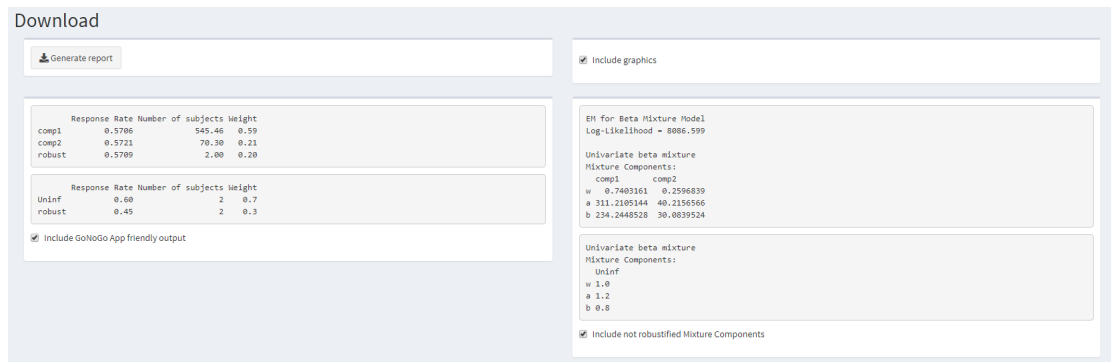 Download
Generate report
Include graphics
Response Rate Number of subjects Weight
comp1 0.5706 545.46 0.59
comp2 0.5721 70.30 0.21
robust 0.5709 2.00 0.20
Response Rate Number of subjects Weight
Uninf 0.60 2 0.7
robust 0.45 2 0.3
Include GoNoGo App friendly output
EM for Beta Mixture Model
Log-Likelihood = 8086.599
Univariate beta mixture
Mixture Components:
comp1 comp2
w 0.7403161 0.2596839
a 311.2105144 40.2156566
b 234.2448528 30.0839524
Univariate beta mixture
Mixture Components:
Uninf
w 1.0
a 1.2
b 0.8
Include not robustified Mixture Components